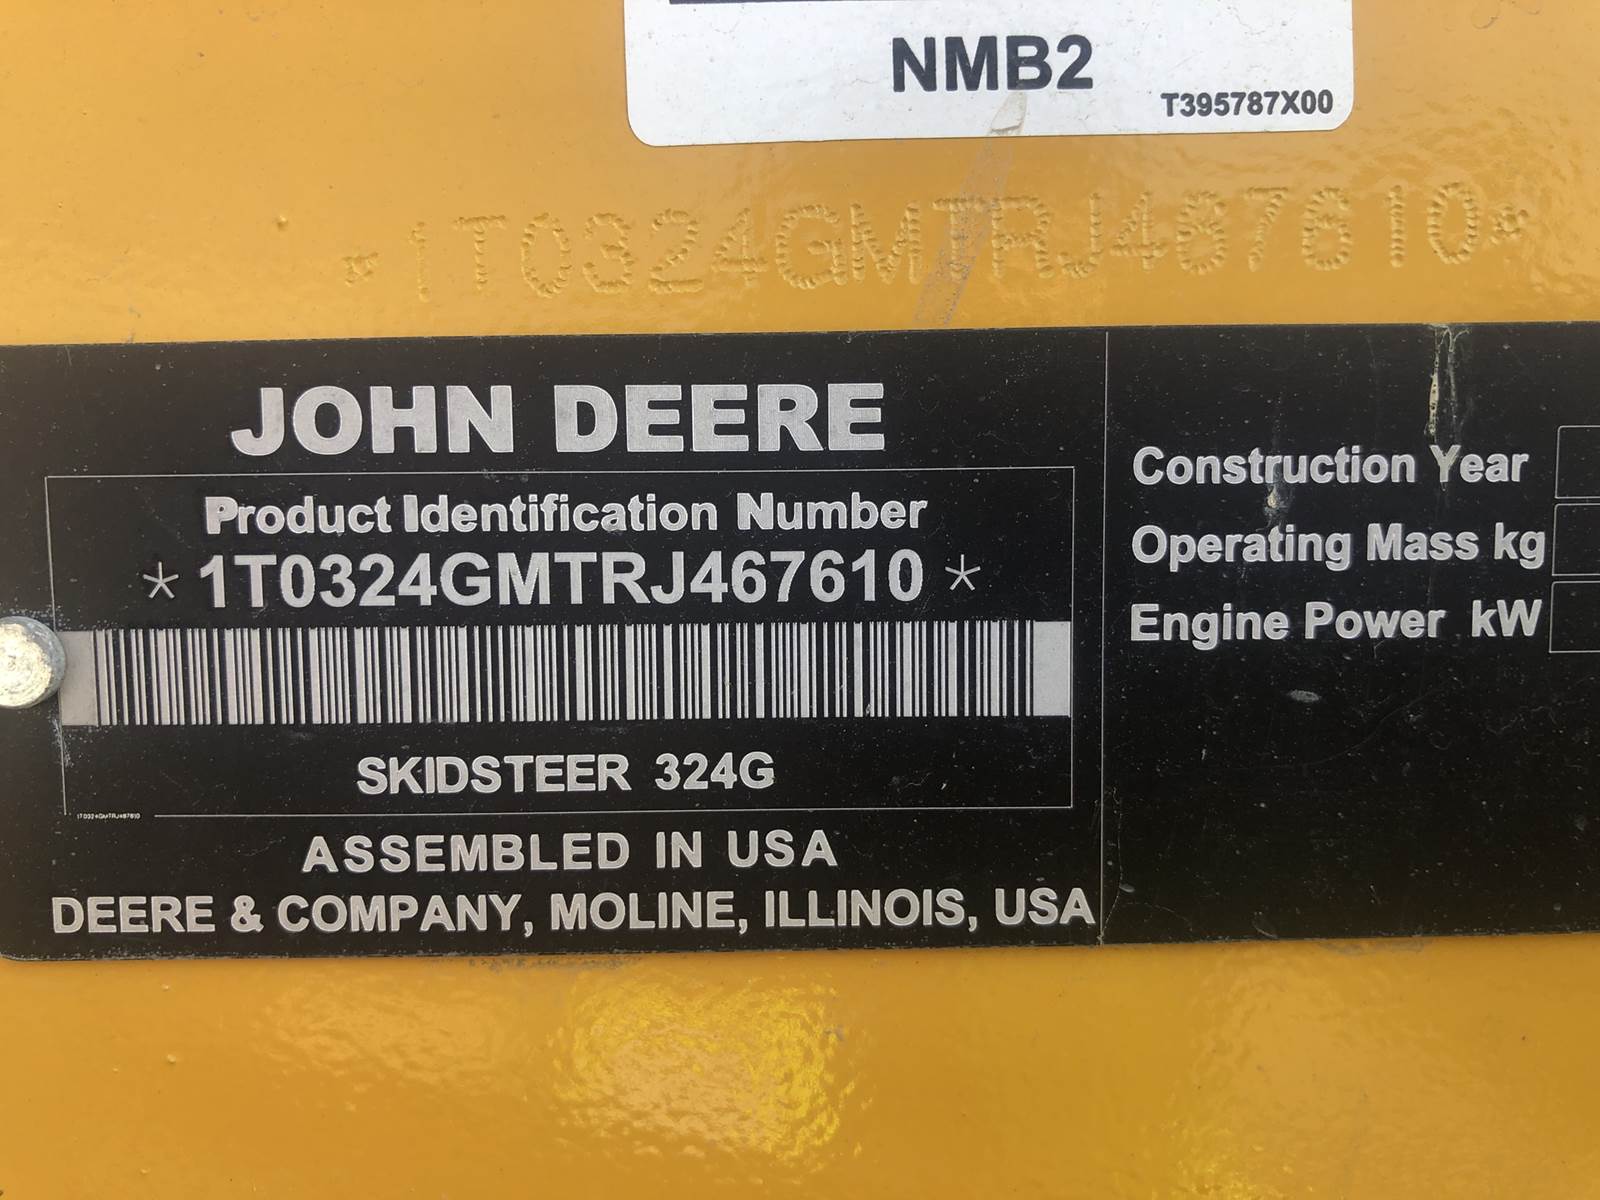 NMB2
T395787X00
*1T0324GMTRJ467610*
JOHN DEERE
Product Identification Number
*1T0324GMTRJ467610*
SKIDSTEER 324G
1T0324GMTRJ467610
ASSEMBLED IN USA
DEERE & COMPANY, MOLINE, ILLINOIS, USA
Construction Year
Operating Mass kg
Engine Power kW